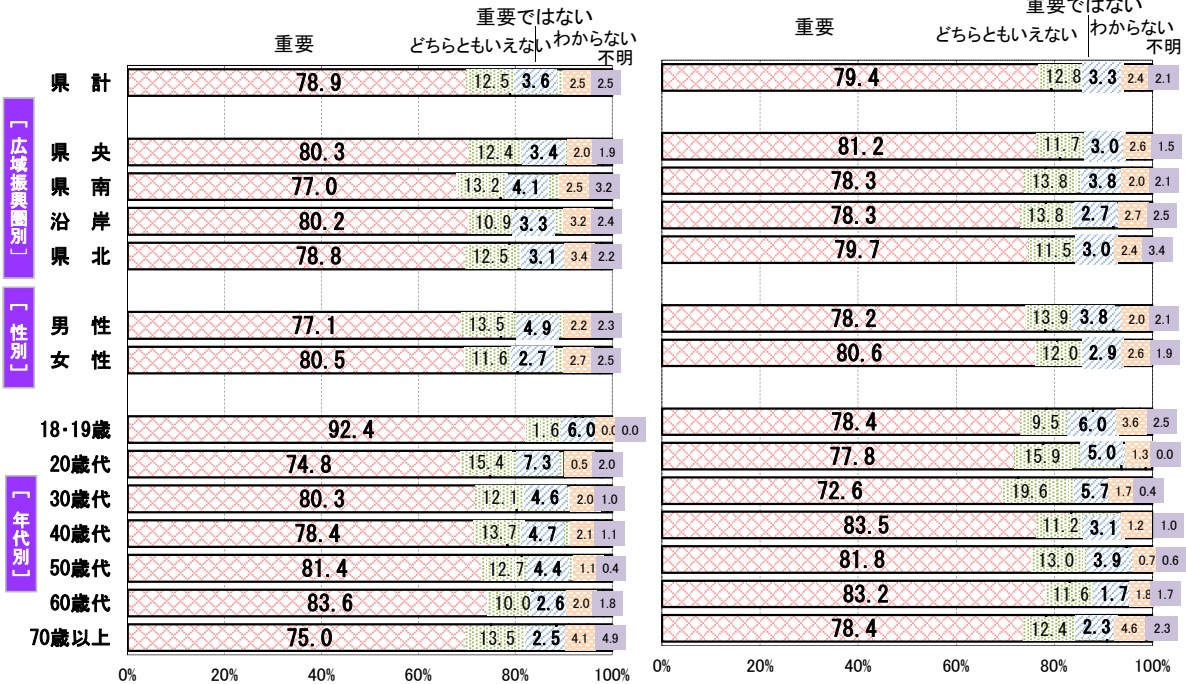 重要 どちらともいえない 重要ではない わからない 不明
重要 どちらともいえない 重要ではない わからない 不明
県 計 78.9 12.5 3.6 2.5 2.5 79.4 12.8 3.3 2.4 2.1
[広域振興圏別]
県 央 80.3 12.4 3.4 2.0 1.9 81.2 11.7 3.0 2.6 1.5
県 南 77.0 13.2 4.1 2.5 3.2 78.3 13.8 3.8 2.0 2.1
沿 岸 80.2 10.9 3.3 3.2 2.4 78.3 13.8 2.7 2.7 2.5
県 北 78.8 12.5 3.1 3.4 2.2 79.7 11.5 3.0 2.4 3.4
[性別]
男 性 77.1 13.5 4.9 2.2 2.3 78.2 13.9 3.8 2.0 2.1
女 性 80.5 11.6 2.7 2.7 2.5 80.6 12.0 2.9 2.6 1.9
[年代別]
18・19歳 92.4 1.6 6.0 0.0 0.0 78.4 9.5 6.0 3.6 2.5
20歳代 74.8 15.4 7.3 0.5 2.0 77.8 15.9 5.0 1.3 0.0
30歳代 80.3 12.1 4.6 2.0 1.0 72.6 19.6 5.7 1.7 0.4
40歳代 78.4 13.7 4.7 2.1 1.1 83.5 11.2 3.1 1.2 1.0
50歳代 81.4 12.7 4.4 1.1 0.4 81.8 13.0 3.9 0.7 0.6
60歳代 83.6 10.0 2.6 2.0 1.8 83.2 11.6 1.7 1.8 1.7
70歳以上 75.0 13.5 2.5 4.1 4.9 78.4 12.4 2.3 4.6 2.3
0% 20% 40% 60% 80% 100% 0% 20% 40% 60% 80% 100%